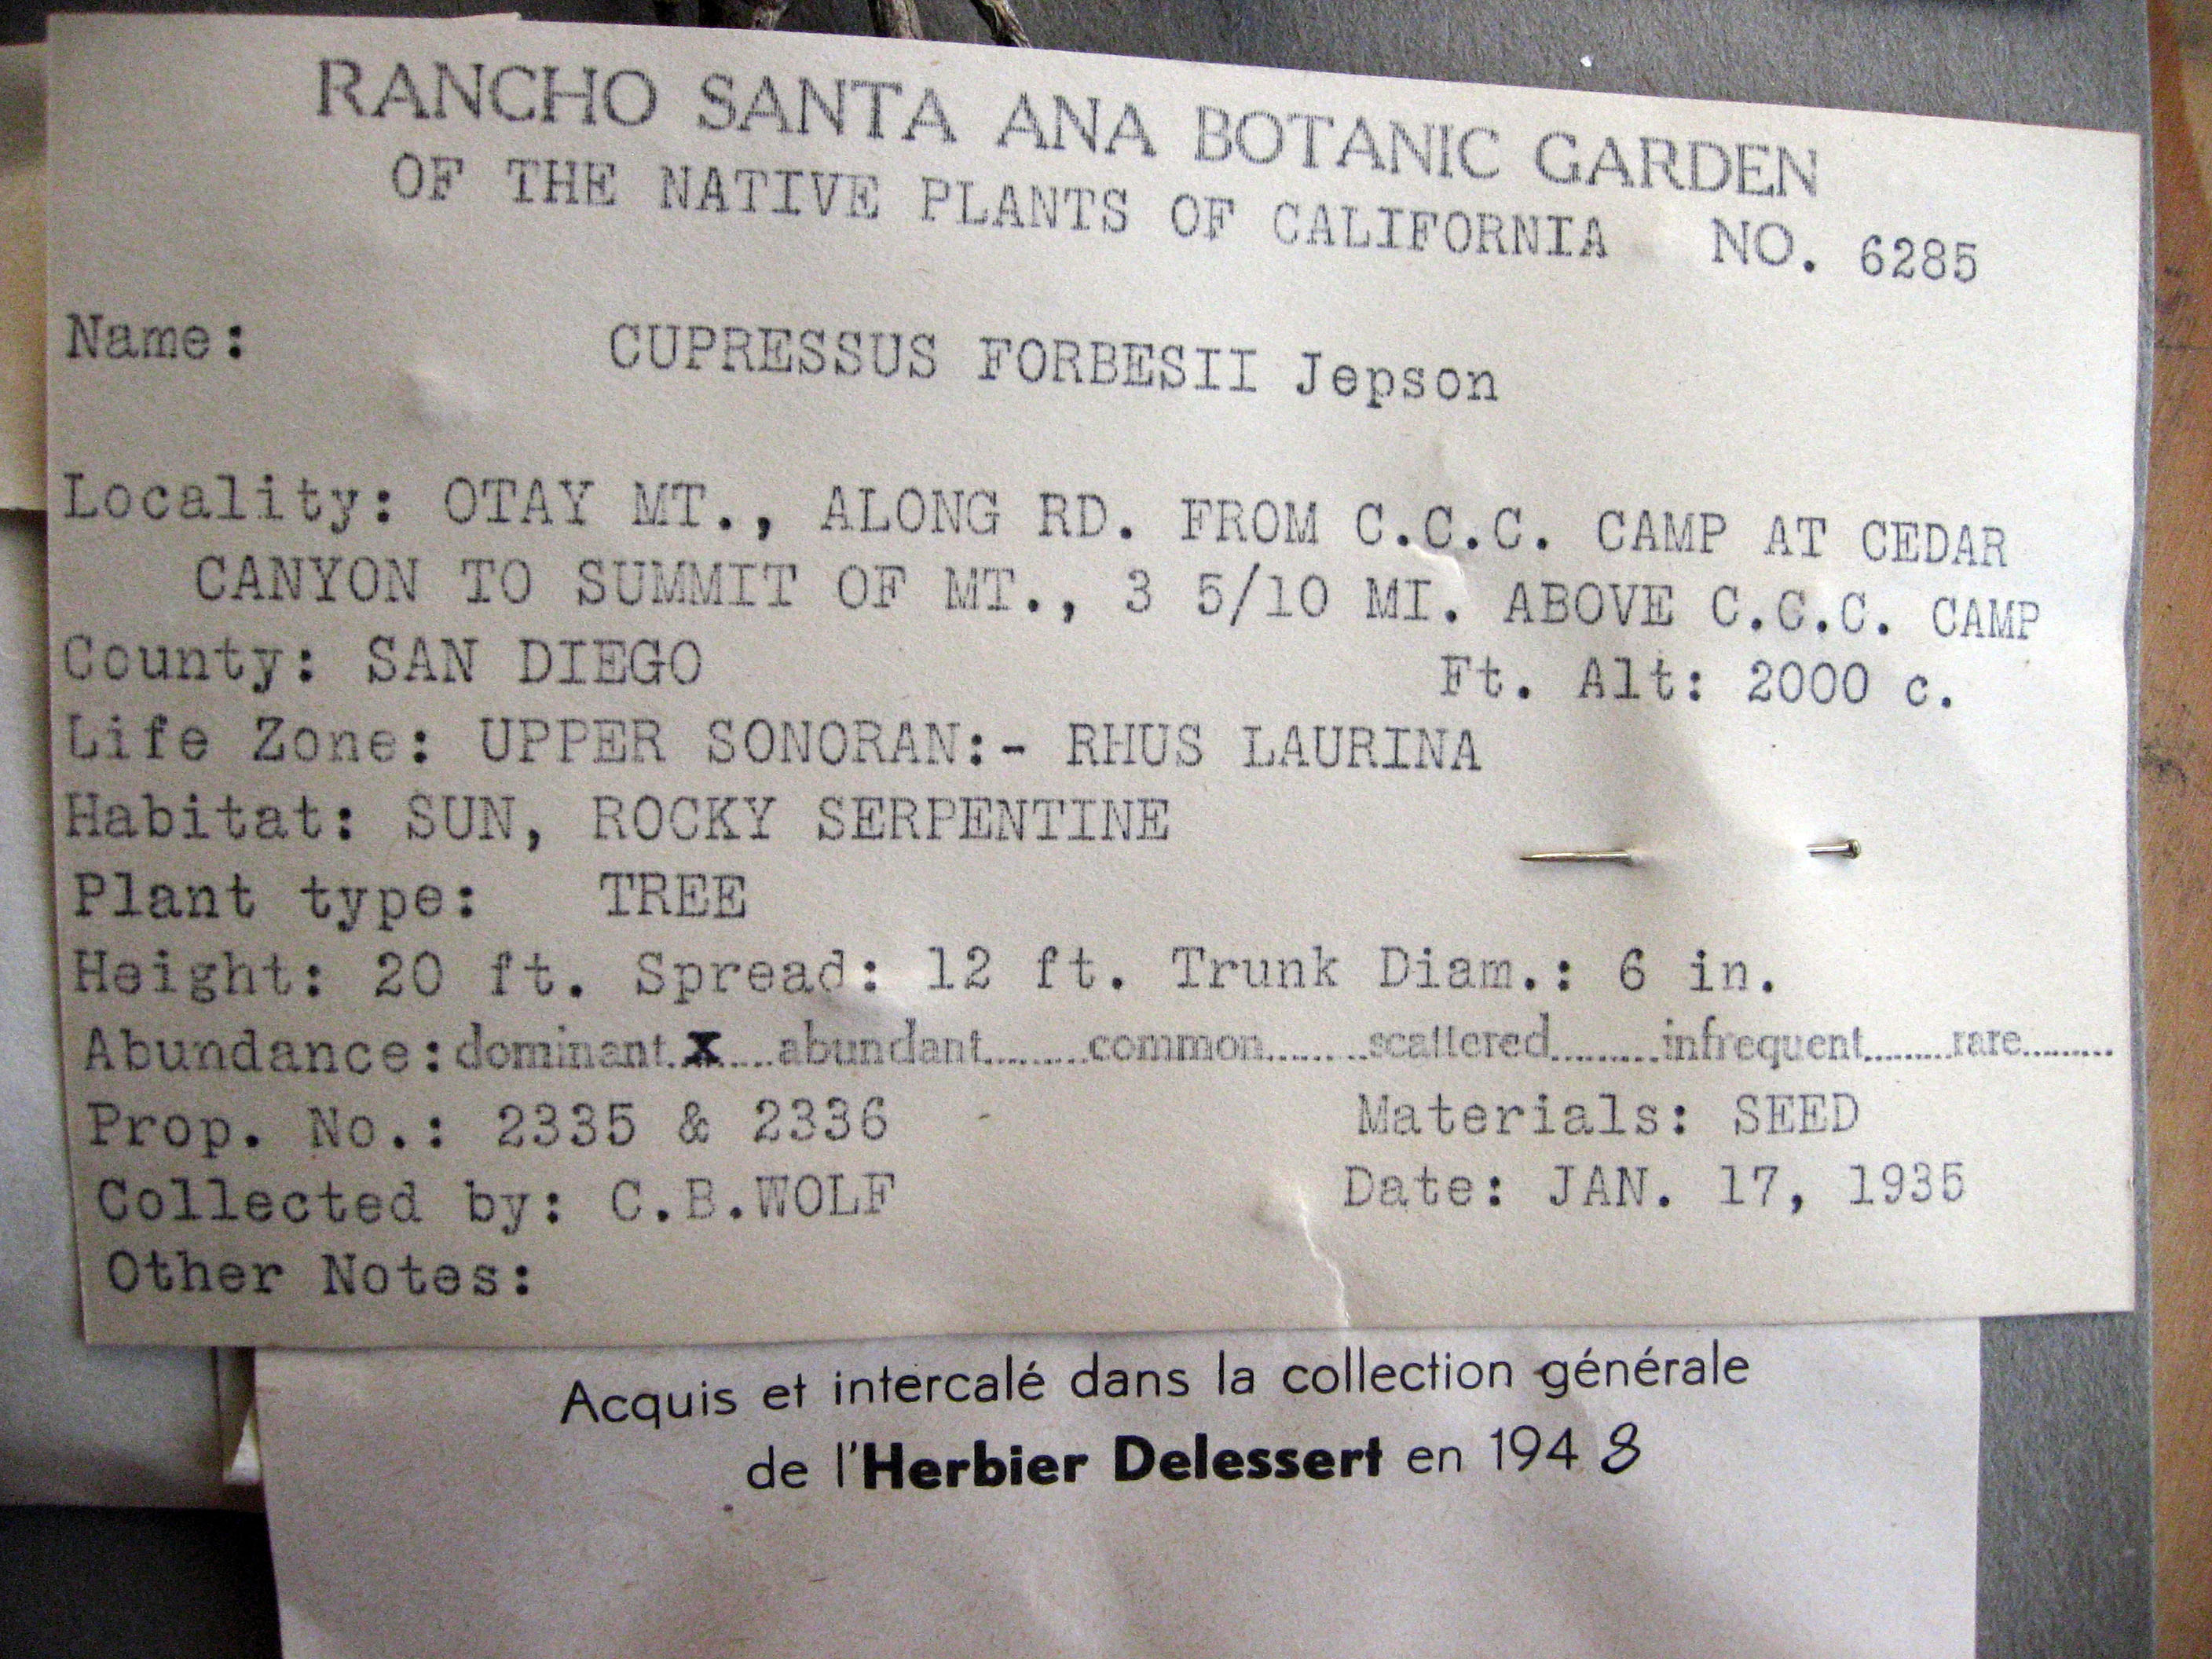 RANCHO SANTA ANA BOTANIC GARDEN
OF THE NATIVE PLANTS OF CALIFORNIA NO. 6285
Name: CUPRESSUS FORBESII Jepson
Locality: OTAY MT., ALONG RD. FROM C.C.C. CAMP AT CEDAR
CANYON TO SUMMIT OF MT., 3 5/10 MI. ABOVE C.C.C. CAMP
County: SAN DIEGO Ft. Alt: 2000 c.
Life Zone: UPPER SONORAN:- RHUS LAURINA
Habitat: SUN, ROCKY SERPENTINE
Plant type: TREE
Height: 20 ft. Spread: 12 ft. Trunk Diam.: 6 in.
Abundance: dominant..X....abundant.........common.........scattered.........infrequent.........rare.........
Prop. No.: 2335 & 2336 Materials: SEED
Collected by: C.B.WOLF Date: JAN. 17, 1935
Other Notes:
Acquis et intercalé dans la collection générale
de l'Herbier Delessert en 1948